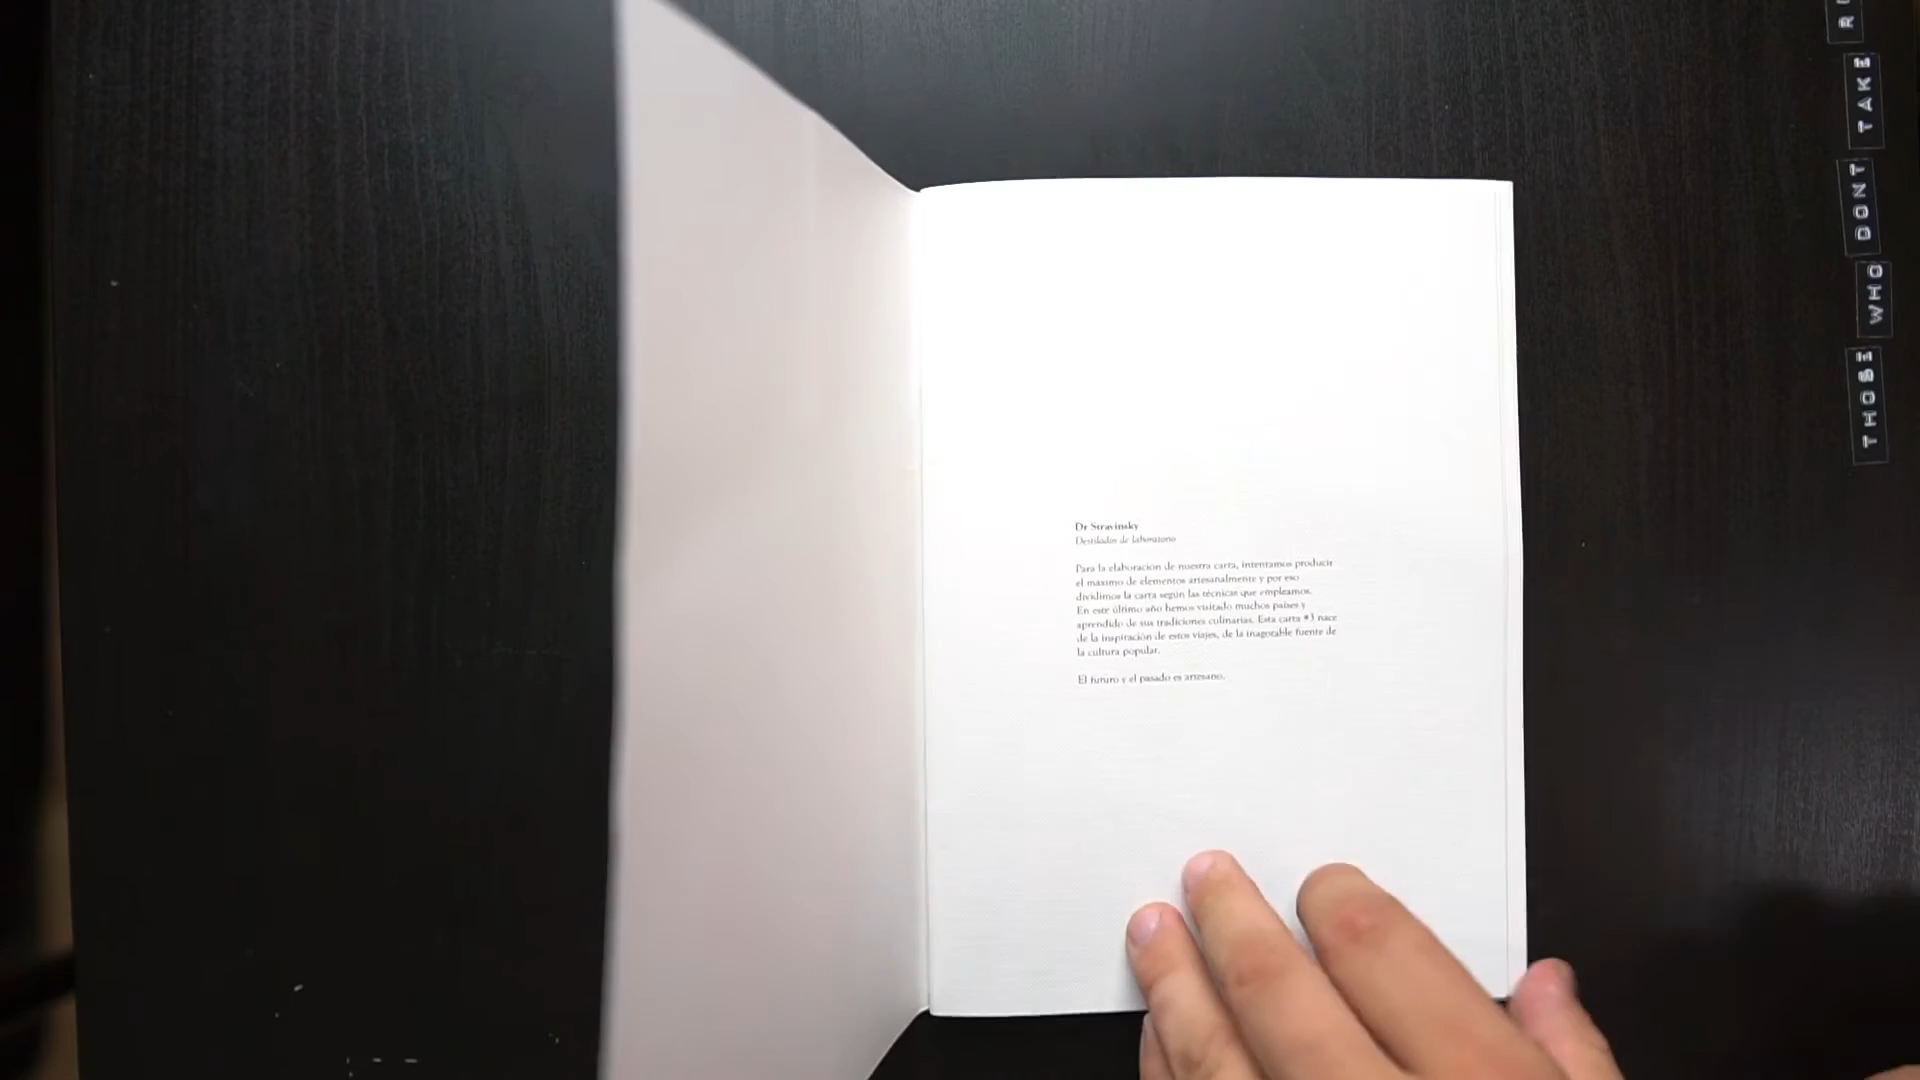 Dr Stravinsky
Destilados de laboratorio
Para la elaboracion de nuestra carta, intentamos producir
el maximo de elementos artesanalmente y por eso
dividimos la carta según las técnicas que empleamos.
En este último año hemos visitado muchos paises y
aprendido de sus tradiciones culinarias. Esta carta #3 nace
de la inspiración de estos viajes, de la inagotable fuente de
la cultura popular.
El futuro y el pasado es artesano.
THOSE WHO DONT TAKE